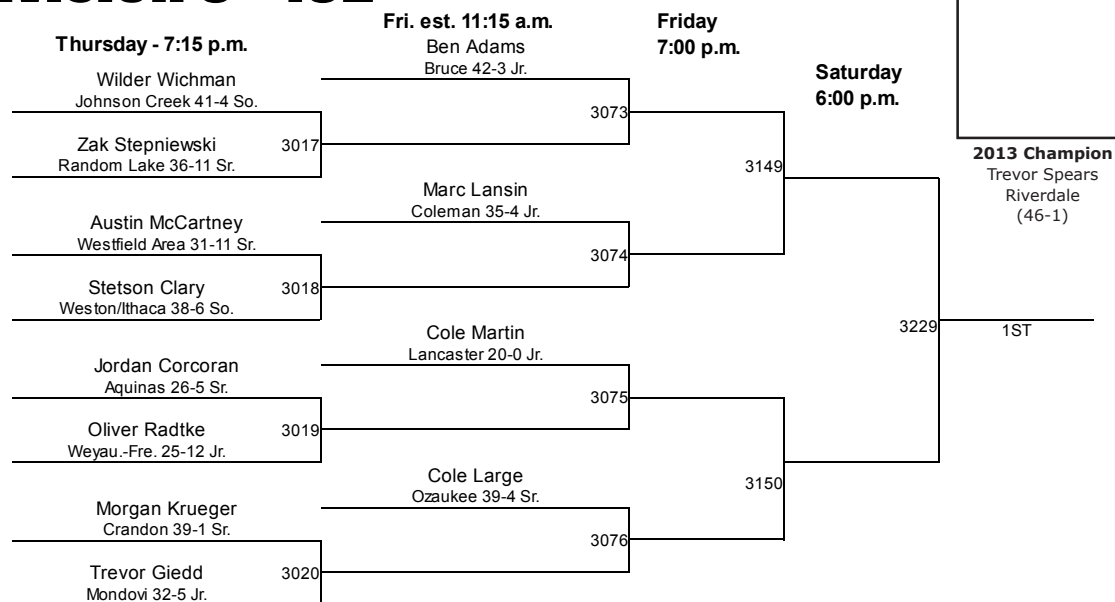 Thursday - 7:15 p.m.
Wilder Wichman
Johnson Creek 41-4 So.
Zak Stepniewski
Random Lake 36-11 Sr.
3017
Austin McCartney
Westfield Area 31-11 Sr.
Stetson Clary
Weston/Ithaca 38-6 So.
3018
Jordan Corcoran
Aquinas 26-5 Sr.
Oliver Radtke
Weyau.-Fre. 25-12 Jr.
3019
Morgan Krueger
Crandon 39-1 Sr.
Trevor Giedd
Mondovi 32-5 Jr.
3020
Fri. est. 11:15 a.m.
Ben Adams
Bruce 42-3 Jr.
3073
Marc Lansin
Coleman 35-4 Jr.
3074
Cole Martin
Lancaster 20-0 Jr.
3075
Cole Large
Ozaukee 39-4 Sr.
3076
Friday
7:00 p.m.
3149
3150
Saturday
6:00 p.m.
3229
1ST
2013 Champion
Trevor Spears
Riverdale
(46-1)